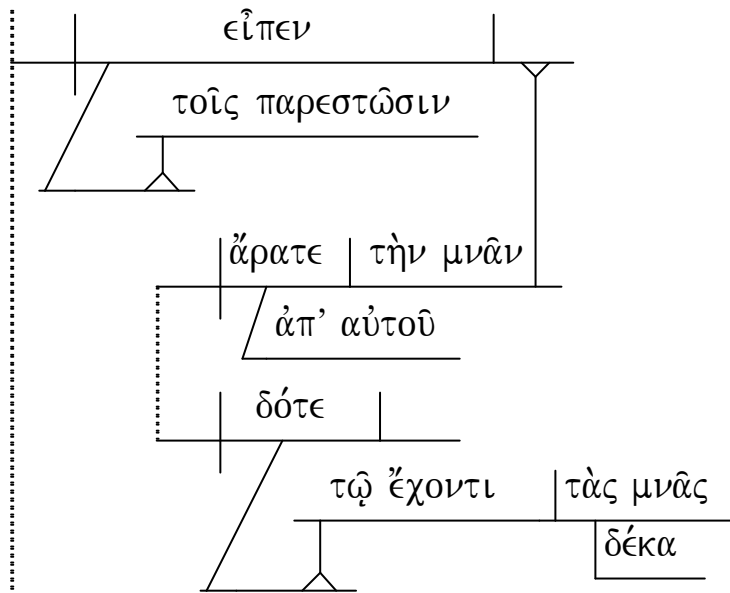 εἶπεν
τοῖς παρεστῶσιν
ἄρατε τὴν μνᾶν
ἀπ’ αὐτοῦ
δότε
τῷ ἔχοντι τὰς μνᾶς
δέκα